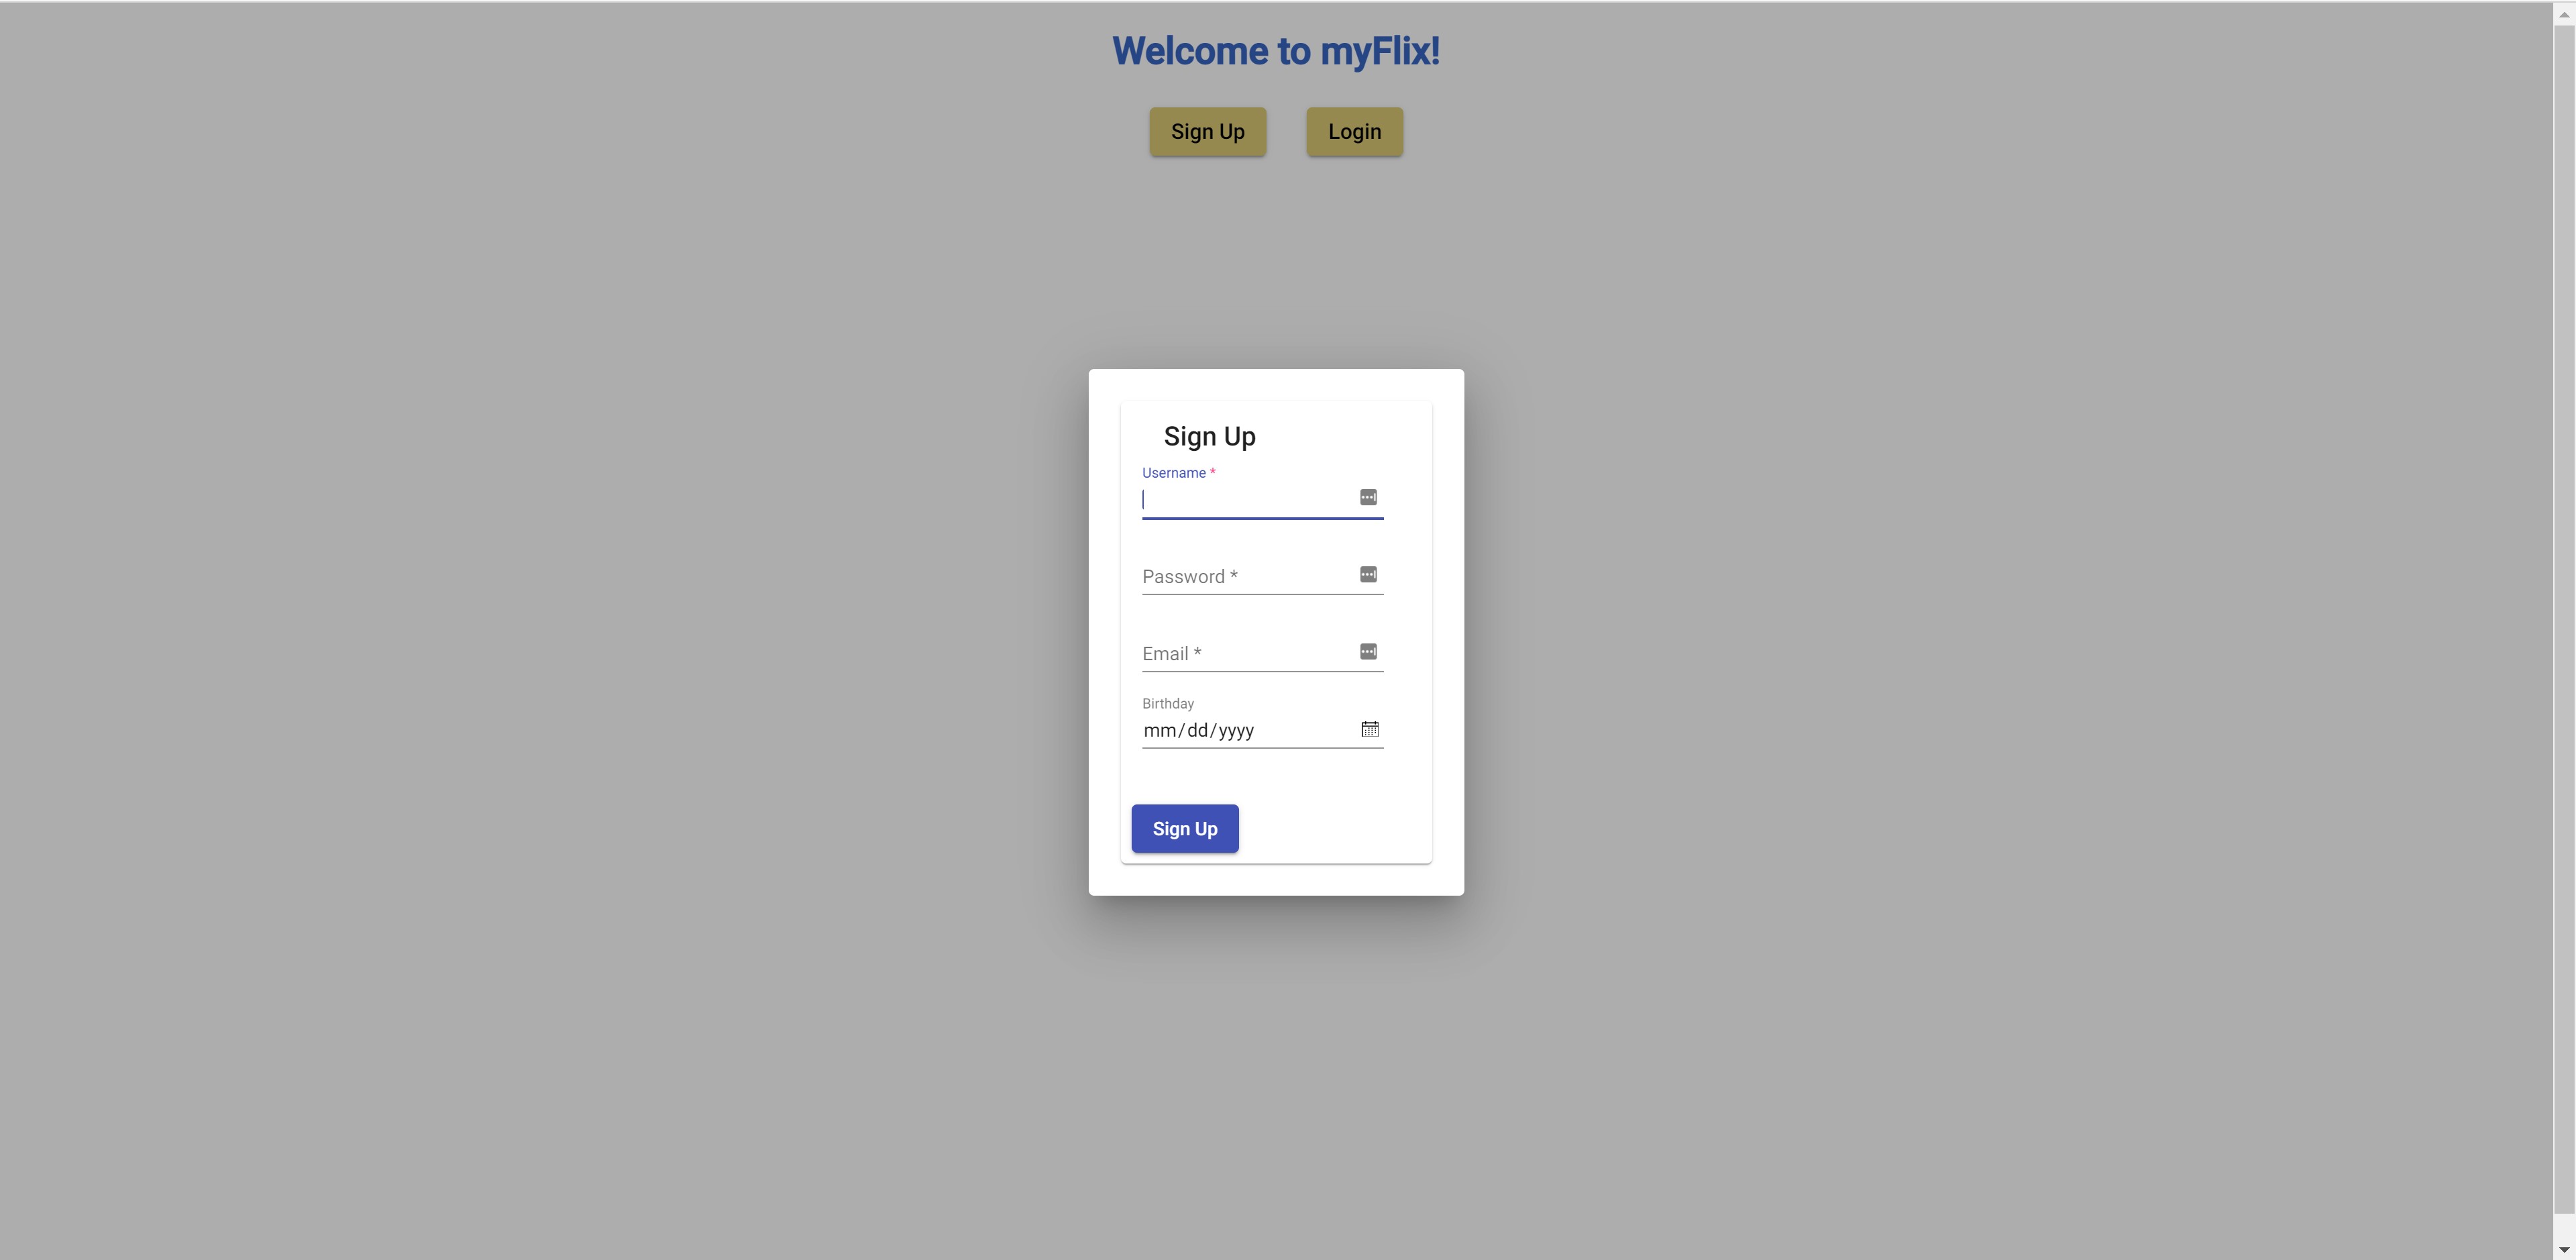 Welcome to myFlix!
Sign Up Login
Sign Up
Username *
Password *
Email *
Birthday
mm/dd/yyyy
Sign Up